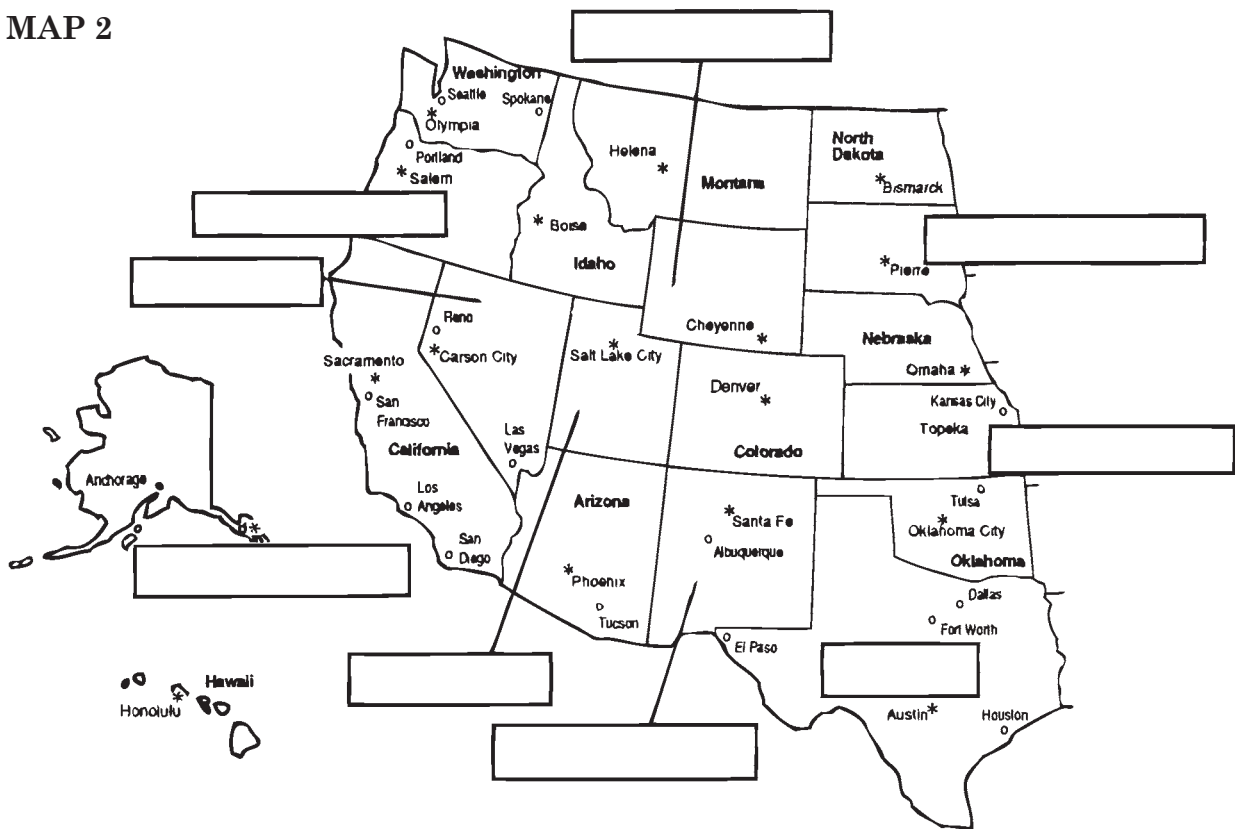 MAP 2
Washington
Seattle
Spokane
*
Olympia
Portland
* Salem
Helena *
Montana
North
Dakota
*
Bismarck
* Boise
Idaho
*
Pierre
Reno
* Carson City
Cheyenne *
Nebraska
Omaha *
Sacramento
*
San
Francisco
California
Salt Lake City
*
Denver
*
Colorado
Kansas City
Topeka
Las
Vegas
Anchorage
*
Los
Angeles
San
Diego
Arizona
* Phoenix
Tucson
* Santa Fe
Albuquerque
Tulsa
*
Oklahoma City
Oklahoma
Dallas
Fort Worth
El Paso
Austin *
Houston
Hawaii
Honolulu *